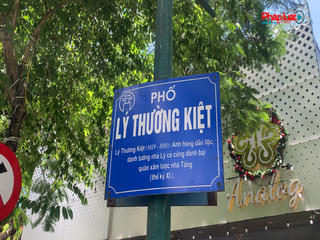 Pháp Luật
PHỐ
LÝ THƯỜNG KIỆT
Lý Thường Kiệt (1019 - 1105): Anh hùng dân tộc,
danh tướng nhà Lý có công đánh bại
quân xâm lược nhà Tống
(thế kỷ XI).
Analog